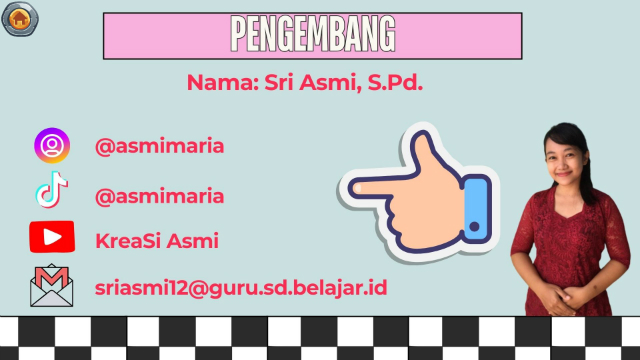 PENGEMBANG
Nama: Sri Asmi, S.Pd.
@asmimaria
@asmimaria
KreaSi Asmi
sriasmi12@guru.sd.belajar.id